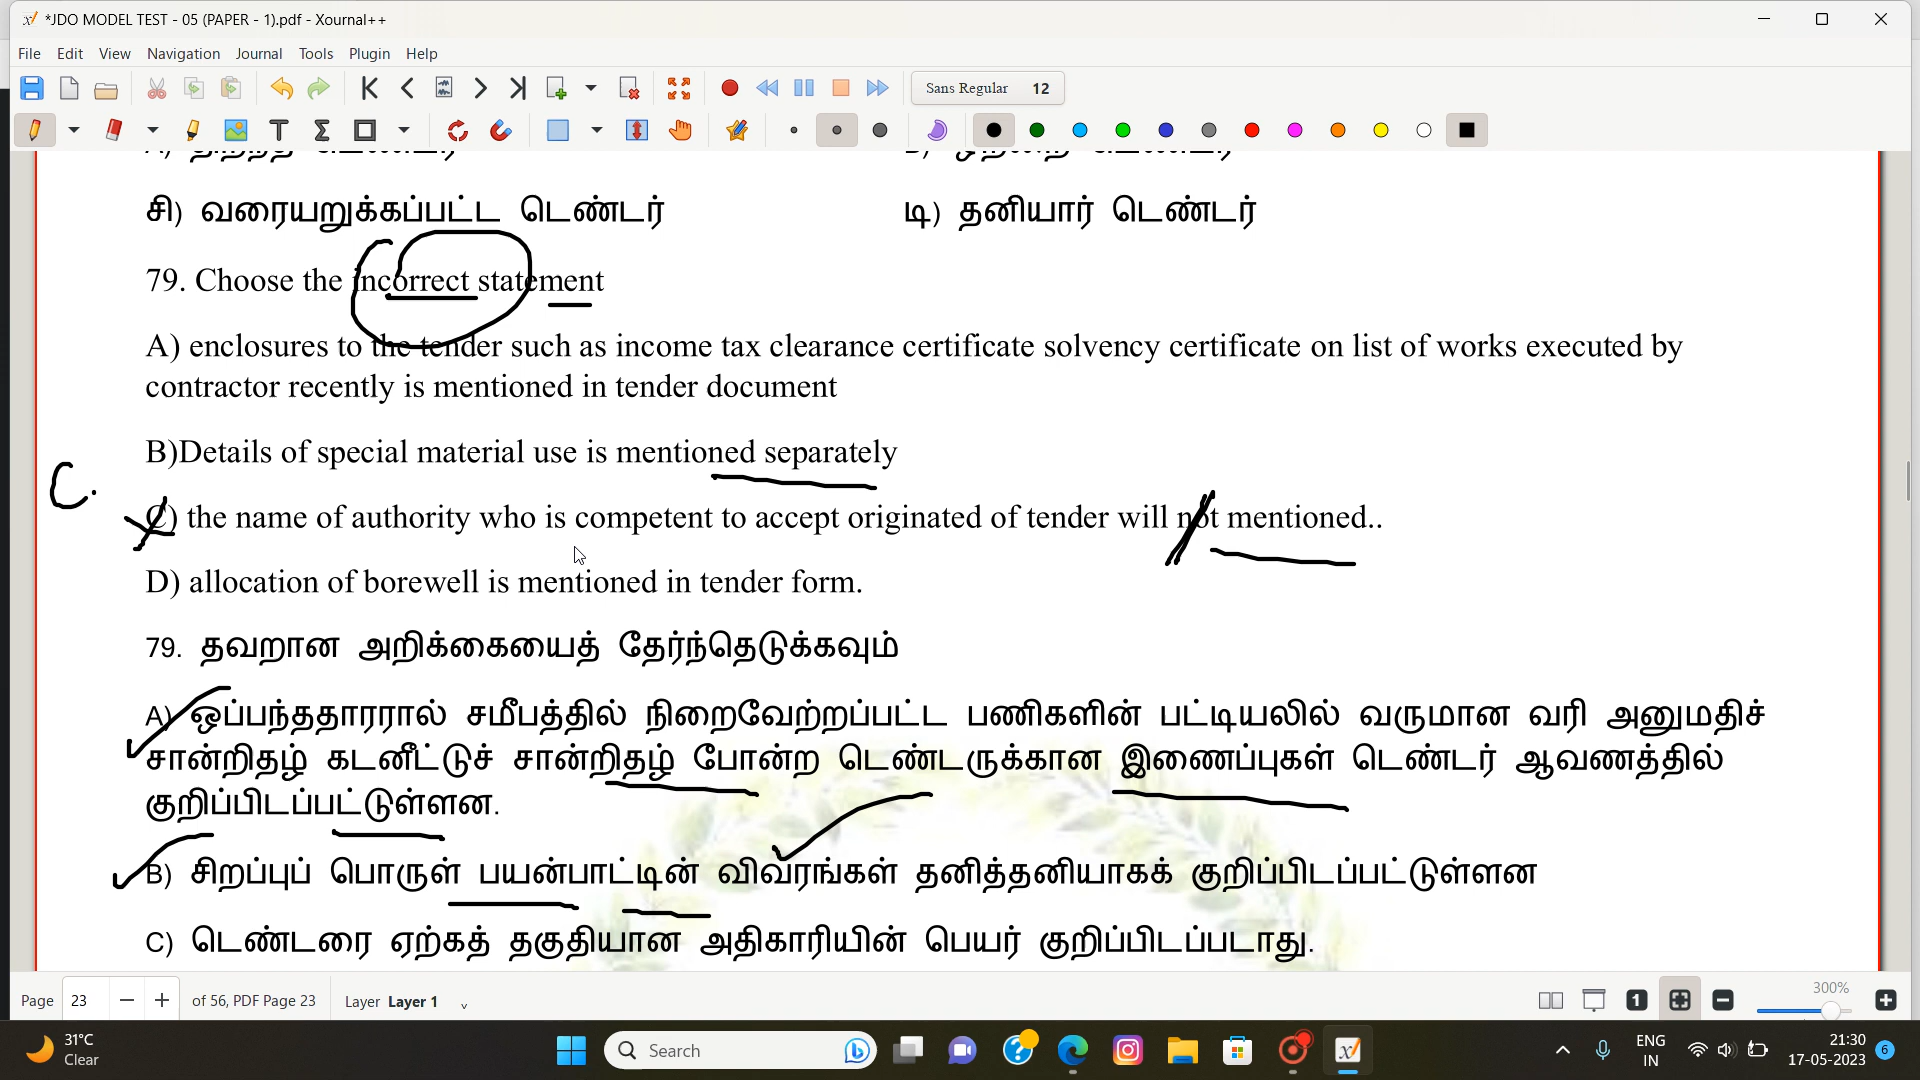 *JDO MODEL TEST - 05 (PAPER - 1).pdf - Xournal++
File Edit View Navigation Journal Tools Plugin Help
Sans Regular 12
சி) வரையறுக்கப்பட்ட டெண்டர் டி) தனியார் டெண்டர்
79. Choose the incorrect statement
A) enclosures to the tender such as income tax clearance certificate solvency certificate on list of works executed by
contractor recently is mentioned in tender document
B)Details of special material use is mentioned separately
C.
C) the name of authority who is competent to accept originated of tender will not mentioned..
D) allocation of borewell is mentioned in tender form.
79. தவறான அறிக்கையைத் தேர்ந்தெடுக்கவும்
A) ஒப்பந்ததாரரால் சமீபத்தில் நிறைவேற்றப்பட்ட பணிகளின் பட்டியலில் வருமான வரி அனுமதிச்
சான்றிதழ் கடனீட்டுச் சான்றிதழ் போன்ற டெண்டருக்கான இணைப்புகள் டெண்டர் ஆவணத்தில்
குறிப்பிடப்பட்டுள்ளன.
B) சிறப்புப் பொருள் பயன்பாட்டின் விவரங்கள் தனித்தனியாகக் குறிப்பிடப்பட்டுள்ளன
C) டெண்டரை ஏற்கத் தகுதியான அதிகாரியின் பெயர் குறிப்பிடப்படாது.
Page 23 of 56, PDF Page 23 Layer Layer 1 300%
31°C
Clear
Search
ENG
IN
21:30
17-05-2023
6